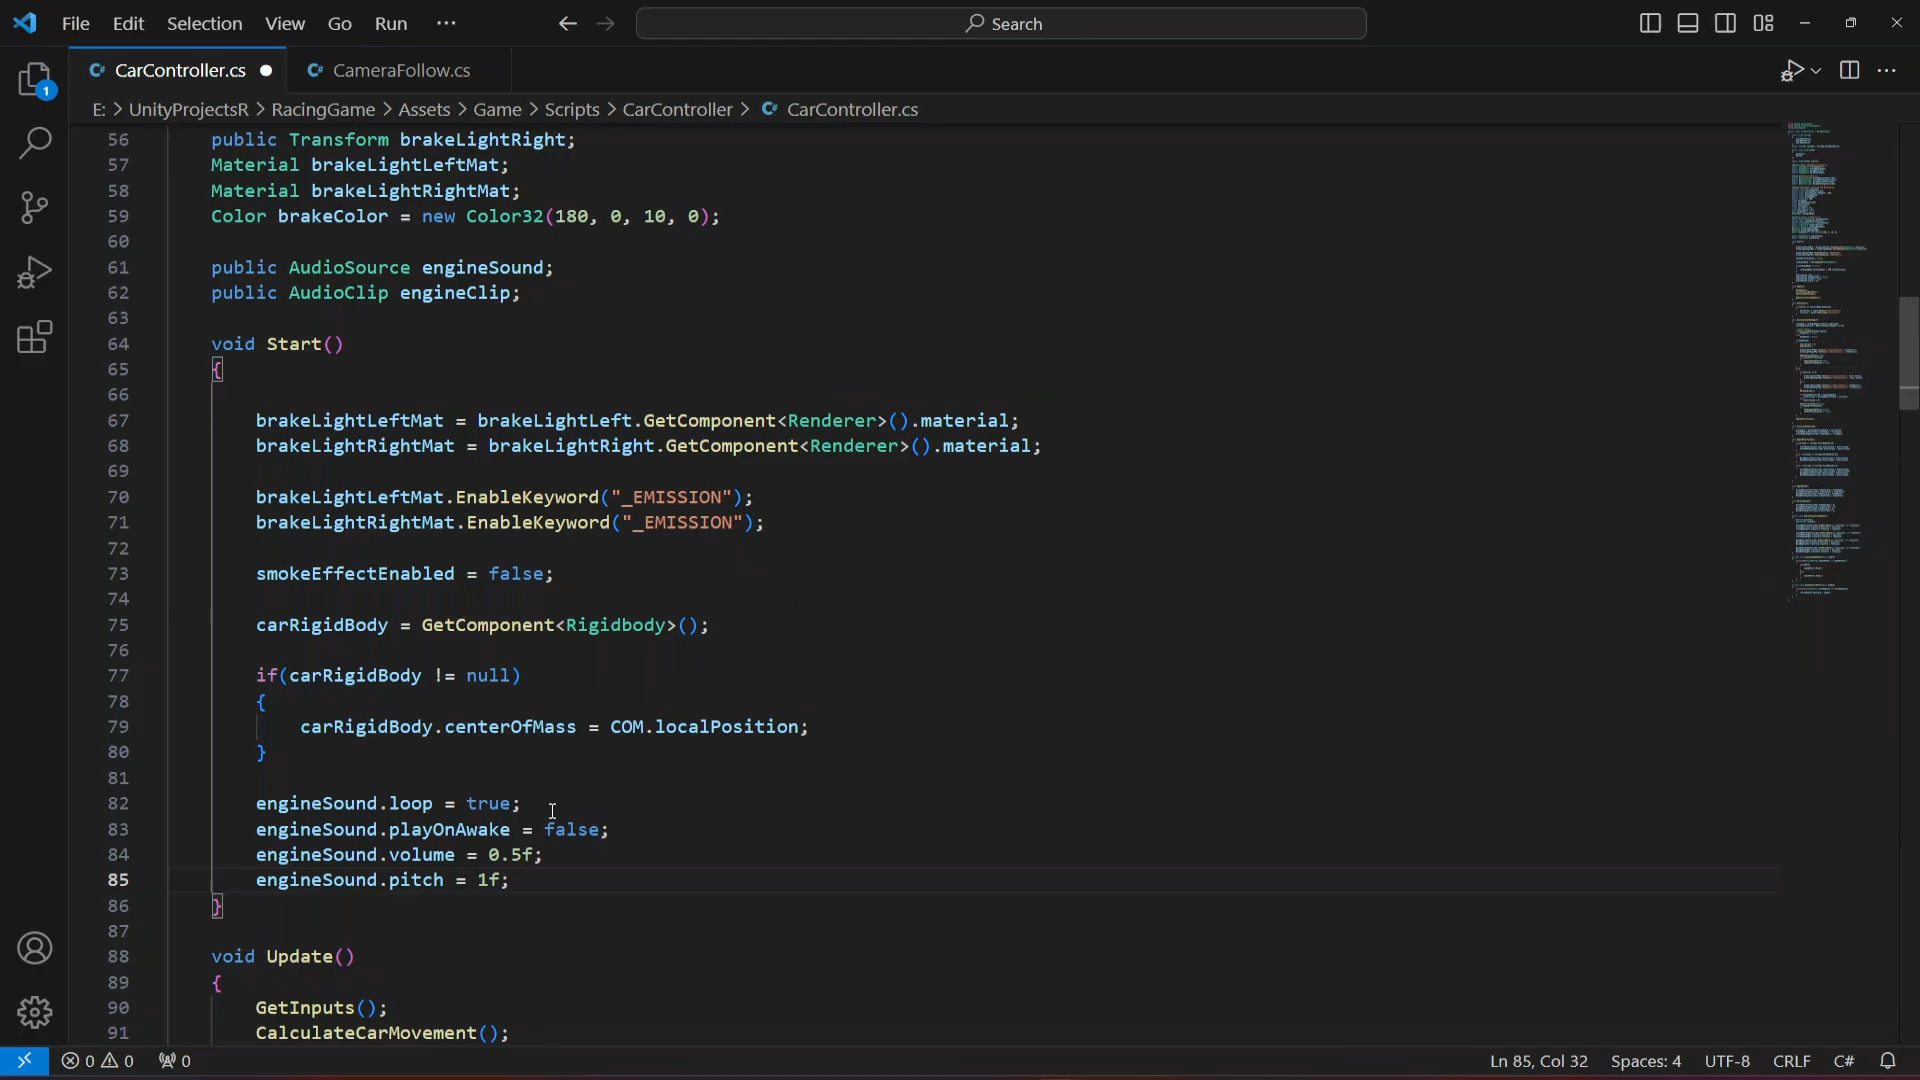 File Edit Selection View Go Run ··· Search
CarController.cs CameraFollow.cs
E: > UnityProjectsR > RacingGame > Assets > Game > Scripts > CarController > CarController.cs
56 public Transform brakeLightRight;
57 Material brakeLightLeftMat;
58 Material brakeLightRightMat;
59 Color brakeColor = new Color32(180, 0, 10, 0);
60
61 public AudioSource engineSound;
62 public AudioClip engineClip;
63
64 void Start()
65 {
66
67 brakeLightLeftMat = brakeLightLeft.GetComponent<Renderer>().material;
68 brakeLightRightMat = brakeLightRight.GetComponent<Renderer>().material;
69
70 brakeLightLeftMat.EnableKeyword("_EMISSION");
71 brakeLightRightMat.EnableKeyword("_EMISSION");
72
73 smokeEffectEnabled = false;
74
75 carRigidBody = GetComponent<Rigidbody>();
76
77 if(carRigidBody != null)
78 {
79 carRigidBody.centerOfMass = COM.localPosition;
80 }
81
82 engineSound.loop = true;
83 engineSound.playOnAwake = false;
84 engineSound.volume = 0.5f;
85 engineSound.pitch = 1f;
86 }
87
88 void Update()
89 {
90 GetInputs();
91 CalculateCarMovement();
1
0 0 0 Ln 85, Col 32 Spaces: 4 UTF-8 CRLF C#